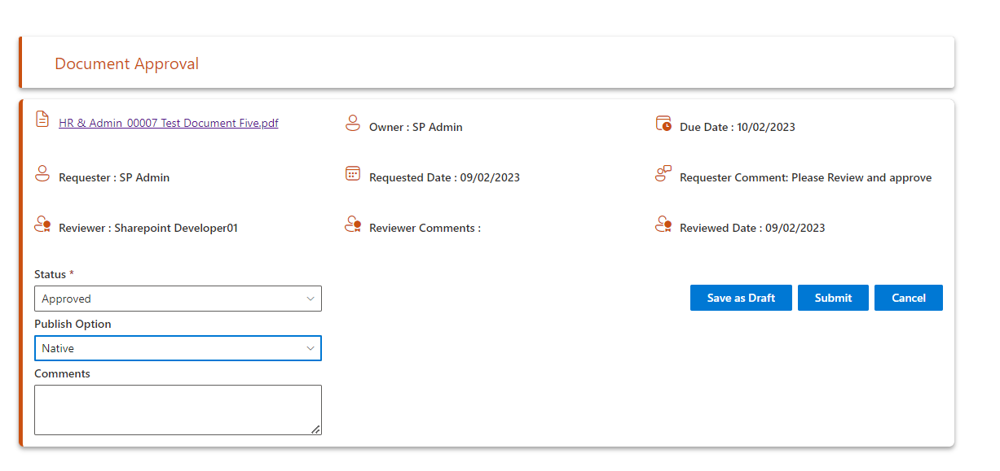 Document Approval
HR & Admin_00007 Test Document Five.pdf
Owner : SP Admin
Due Date : 10/02/2023
Requester : SP Admin
Requested Date : 09/02/2023
Requester Comment: Please Review and approve
Reviewer : Sharepoint Developer01
Reviewer Comments :
Reviewed Date : 09/02/2023
Status *
Approved
Save as Draft
Submit
Cancel
Publish Option
Native
Comments